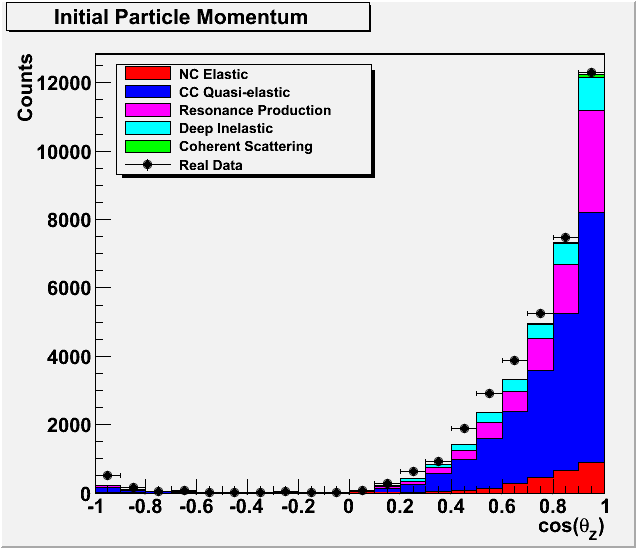 Initial Particle Momentum
Counts
NC Elastic
CC Quasi-elastic
Resonance Production
Deep Inelastic
Coherent Scattering
Real Data
12000
10000
8000
6000
4000
2000
0
-1 -0.8 -0.6 -0.4 -0.2 0 0.2 0.4 0.6 0.8 1
cos(θ_Z)